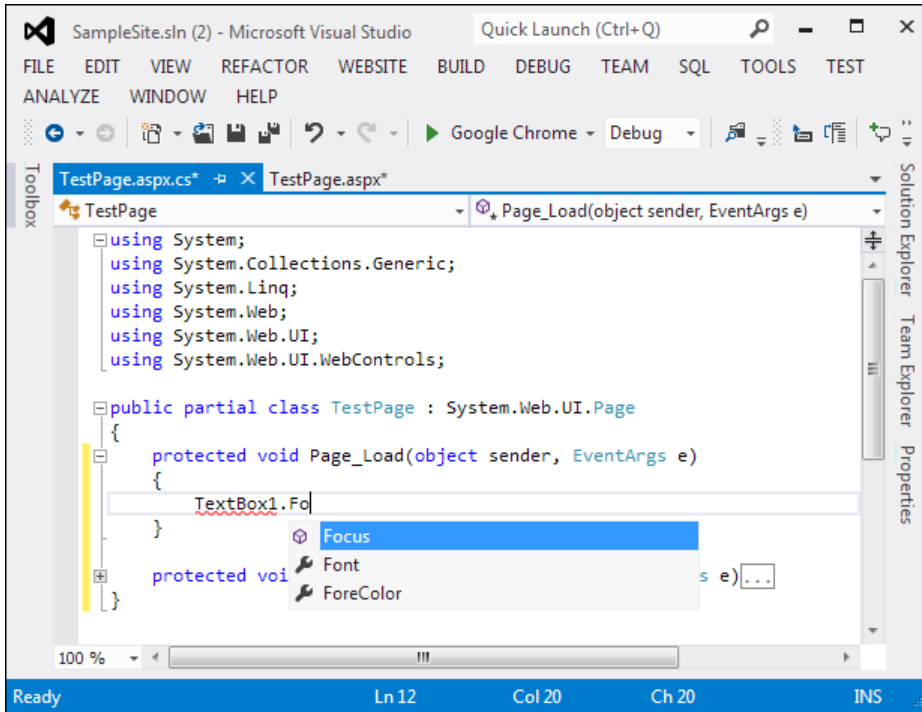 SampleSite.sln (2) - Microsoft Visual Studio Quick Launch (Ctrl+Q)
FILE EDIT VIEW REFACTOR WEBSITE BUILD DEBUG TEAM SQL TOOLS TEST
ANALYZE WINDOW HELP
Google Chrome Debug
Toolbox
TestPage.aspx.cs* TestPage.aspx*
TestPage Page_Load(object sender, EventArgs e)
using System;
using System.Collections.Generic;
using System.Linq;
using System.Web;
using System.Web.UI;
using System.Web.UI.WebControls;
public partial class TestPage : System.Web.UI.Page
{
protected void Page_Load(object sender, EventArgs e)
{
TextBox1.Fo
}
Focus
Font
ForeColor
protected voi s e)...
}
Solution Explorer
Team Explorer
Properties
100 %
Ready Ln 12 Col 20 Ch 20 INS